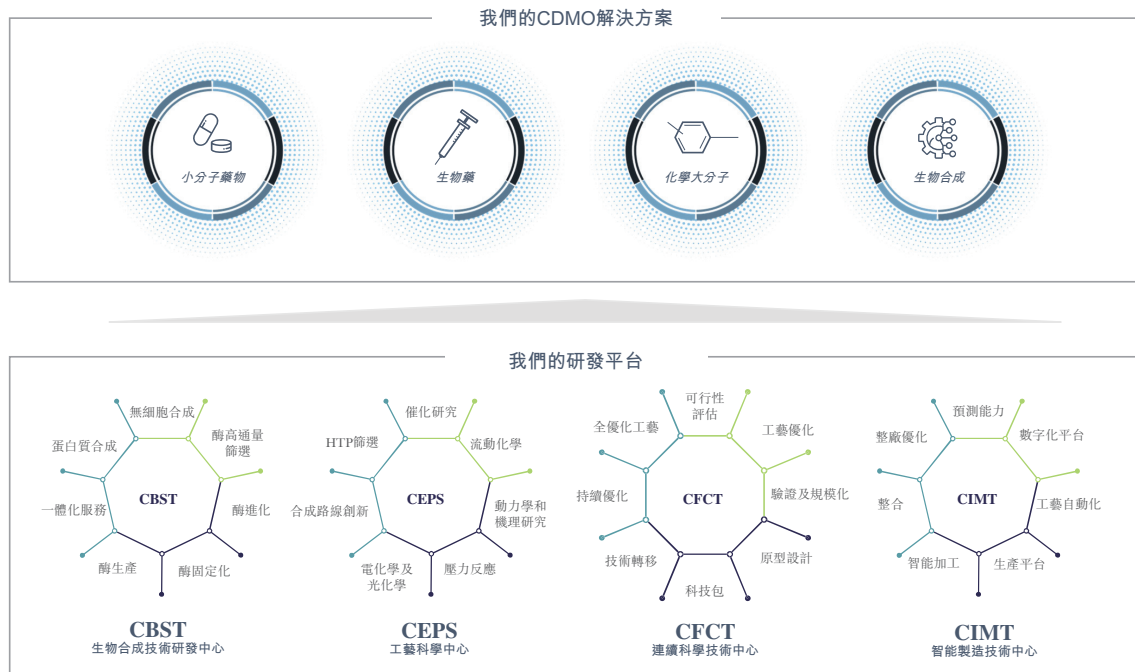 我們的CDMO解決方案
小分子藥物
生物藥
化學大分子
生物合成
我們的研發平台
無細胞合成
蛋白質合成
酶高通量
篩選
一體化服務
CBST
酶進化
酶生產
酶固定化
CBST
生物合成技術研發中心
催化研究
HTP篩選
流動化學
合成路線創新
CEPS
動力學和
機理研究
電化學及
光化學
壓力反應
CEPS
工藝科學中心
可行性
評估
全優化工藝
工藝優化
持續優化
CFCT
驗證及規模化
技術轉移
原型設計
科技包
CFCT
連續科學技術中心
預測能力
整廠優化
數字化平台
整合
CIMT
工藝自動化
智能加工
生產平台
CIMT
智能製造技術中心